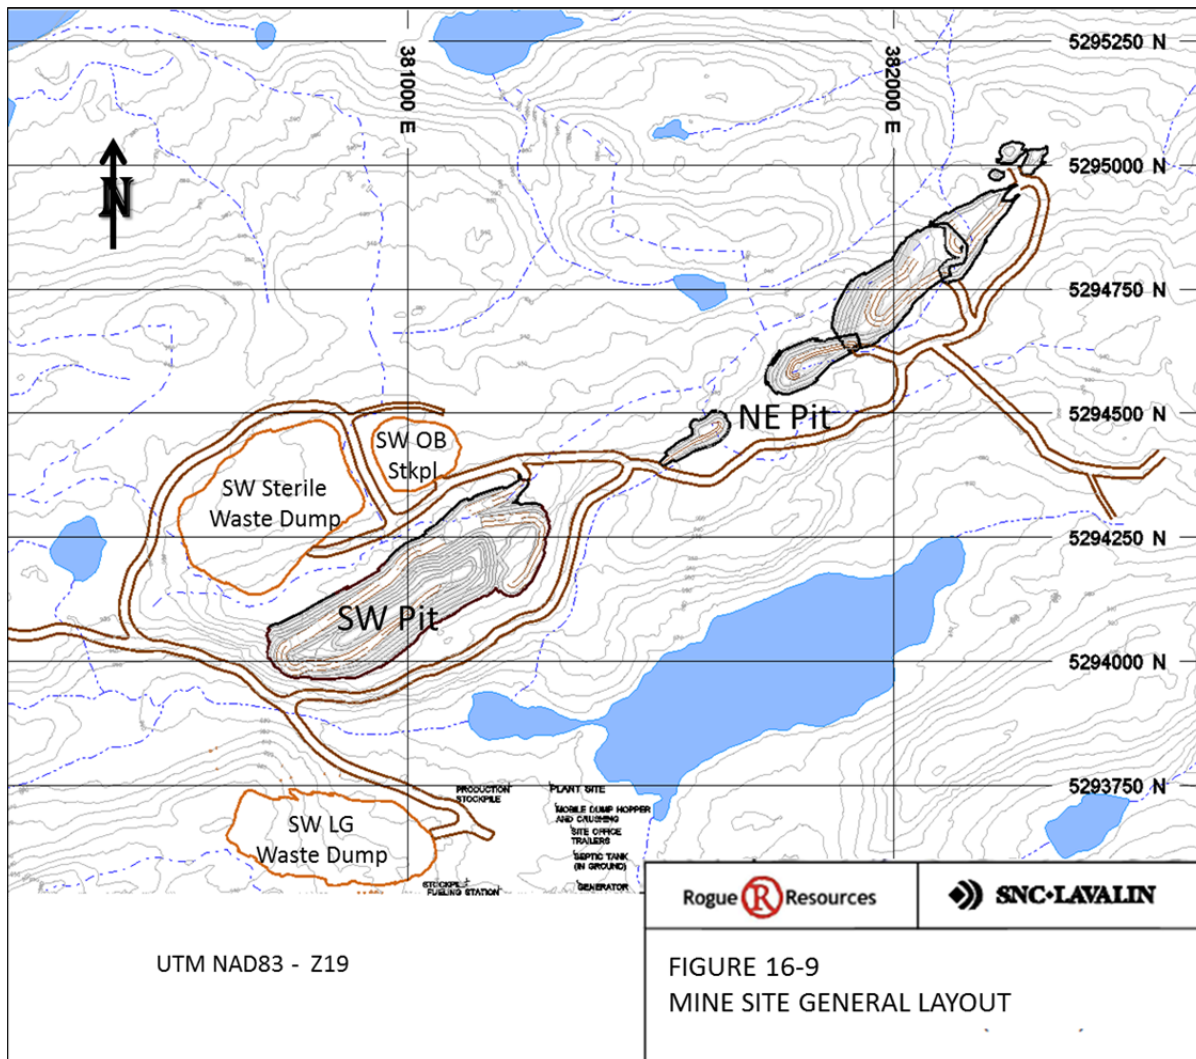 5295250 N
381000 E
382000 E
N
5295000 N
5294750 N
5294500 N
NE Pit
SW OB
Stkpl
SW Sterile
Waste Dump
5294250 N
SW Pit
5294000 N
5293750 N
PRODUCTION
STOCKPILE
PLANT SITE
MOBILE DUMP HOPPER
AND CRUSHING
SITE OFFICE
TRAILERS
SW LG
Waste Dump
SEPTIC TANK
(IN GROUND)
STOCKPILE
FUELING STATION
GENERATOR
Rogue R Resources
SNC•LAVALIN
UTM NAD83 - Z19
FIGURE 16-9
MINE SITE GENERAL LAYOUT